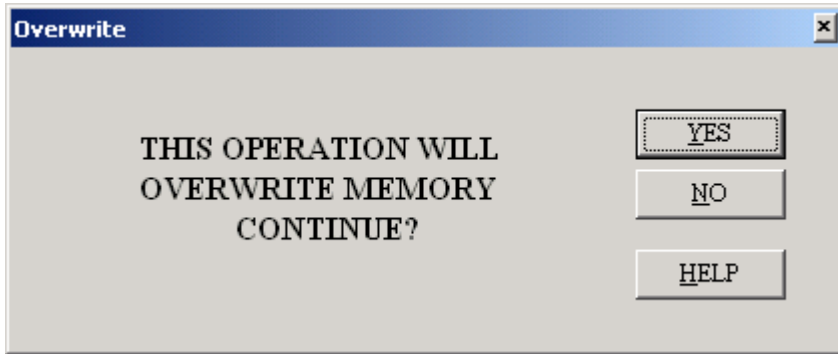 Overwrite
THIS OPERATION WILL
OVERWRITE MEMORY
CONTINUE?
YES
NO
HELP